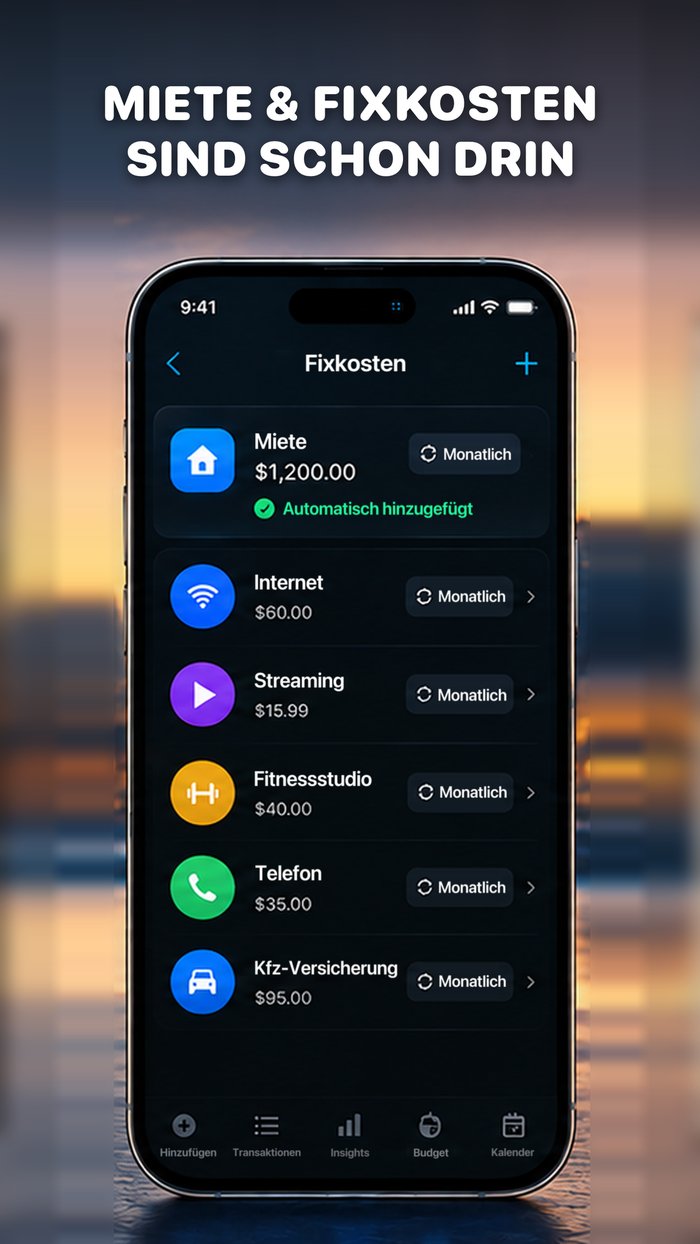 MIETE & FIXKOSTEN
SIND SCHON DRIN
9:41
Fixkosten
Miete
$1,200.00
Monatlich
Automatisch hinzugefügt
Internet
$60.00
Monatlich
Streaming
$15.99
Monatlich
Fitnessstudio
$40.00
Monatlich
Telefon
$35.00
Monatlich
Kfz-Versicherung
$95.00
Monatlich
Hinzufügen Transaktionen Insights Budget Kalender